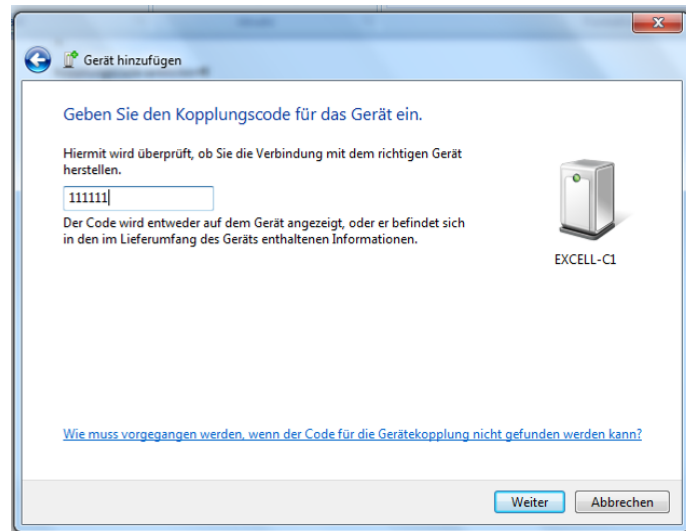 Gerät hinzufügen
Geben Sie den Kopplungscode für das Gerät ein.
Hiermit wird überprüft, ob Sie die Verbindung mit dem richtigen Gerät
herstellen.
111111
Der Code wird entweder auf dem Gerät angezeigt, oder er befindet sich
in den im Lieferumfang des Geräts enthaltenen Informationen.
EXCELL-C1
Wie muss vorgegangen werden, wenn der Code für die Gerätekopplung nicht gefunden werden kann?
Weiter
Abbrechen